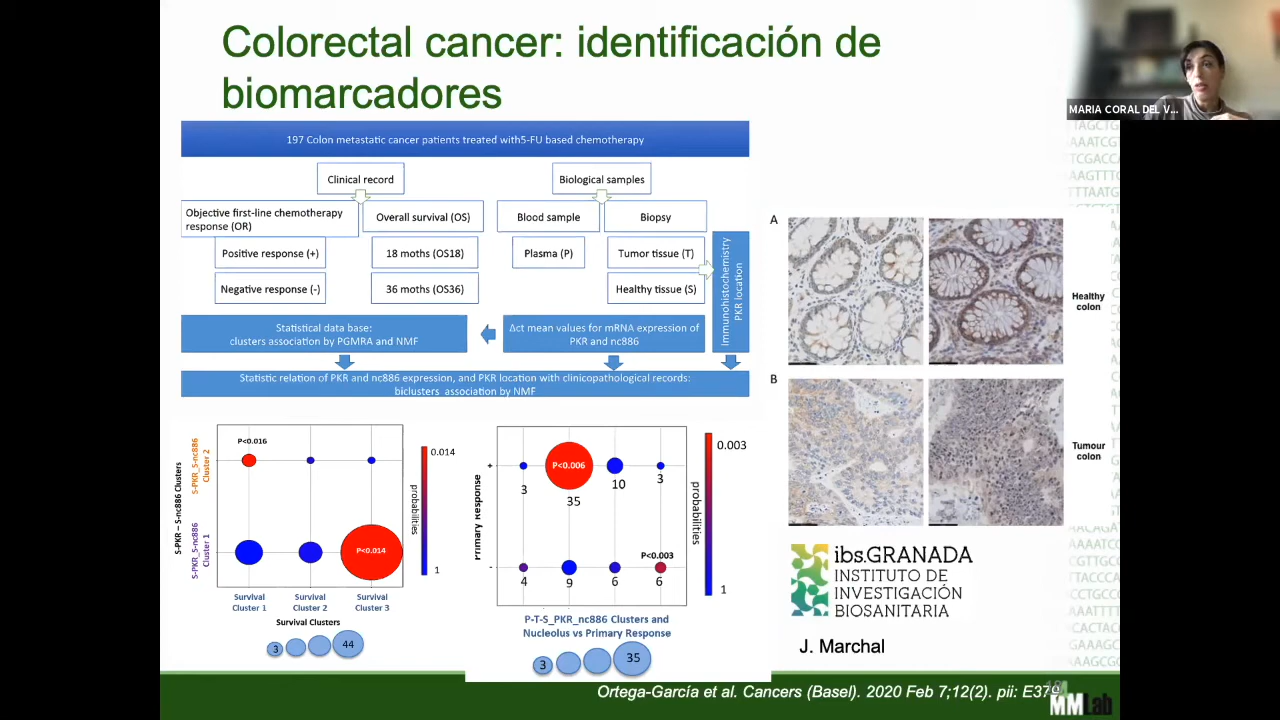 Colorectal cancer: identificación de
biomarcadores
MARIA CORAL DEL V...
197 Colon metastatic cancer patients treated with5-FU based chemotherapy
Clinical record
Biological samples
Objective first-line chemotherapy
response (OR)
Overall survival (OS)
Blood sample
Biopsy
Positive response (+)
18 moths (OS18)
Plasma (P)
Tumor tissue (T)
Negative response (-)
36 moths (OS36)
Healthy tissue (S)
Immunohistochemistry
PKR location
Statistical data base:
clusters association by PGMRA and NMF
Δct mean values for mRNA expression of
PKR and nc886
Statistic relation of PKR and nc886 expression, and PKR location with clinicopathological records:
biclusters association by NMF
A
Healthy
colon
B
Tumour
colon
S-PKR – S-nc886 Clusters
S-PKR_S-nc886
Cluster 2
S-PKR_S-nc886
Cluster 1
P<0.016
P<0.014
0.014
probabilities
1
Survival
Cluster 1
Survival
Cluster 2
Survival
Cluster 3
Survival Clusters
3
44
Primary Response
+
P<0.006
3
35
10
3
P<0.003
-
4
9
6
6
0.003
probabilities
1
P-T-S_PKR_nc886 Clusters and
Nucleolus vs Primary Response
3
35
ibs.GRANADA
INSTITUTO DE
INVESTIGACIÓN
BIOSANITARIA
J. Marchal
Ortega-García et al. Cancers (Basel). 2020 Feb 7;12(2). pii: E379
MMLab